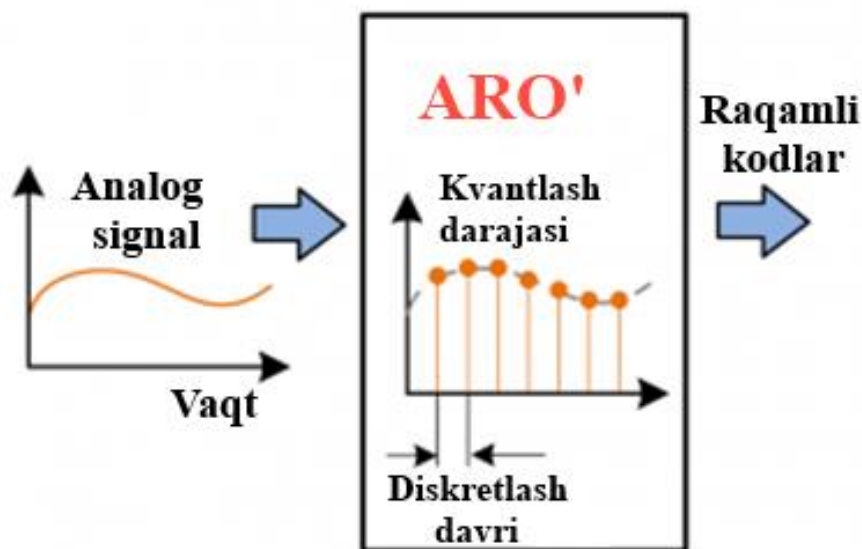 ARO'
Raqamli
kodlar
Analog
signal
Kvantlash
darajasi
Vaqt
Diskretlash
davri